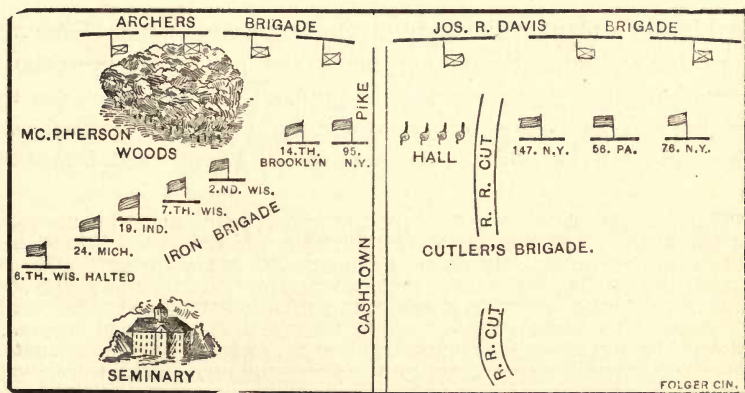 ARCHERS BRIGADE
JOS. R. DAVIS BRIGADE
PIKE
MC.PHERSON
WOODS
14.TH.
BROOKLYN
95.
N.Y.
HALL
R. R. CUT
147. N.Y.
56. PA.
76. N.Y.
2.ND. WIS.
7.TH. WIS.
19. IND.
24. MICH.
6.TH. WIS. HALTED
IRON BRIGADE
CUTLER'S BRIGADE.
CASHTOWN
SEMINARY
R. R. CUT
FOLGER CIN.